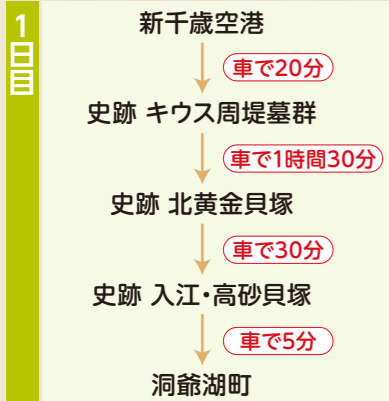 1日目
新千歳空港
車で20分
史跡 キウス周堤墓群
車で1時間30分
史跡 北黄金貝塚
車で30分
史跡 入江・高砂貝塚
車で5分
洞爺湖町